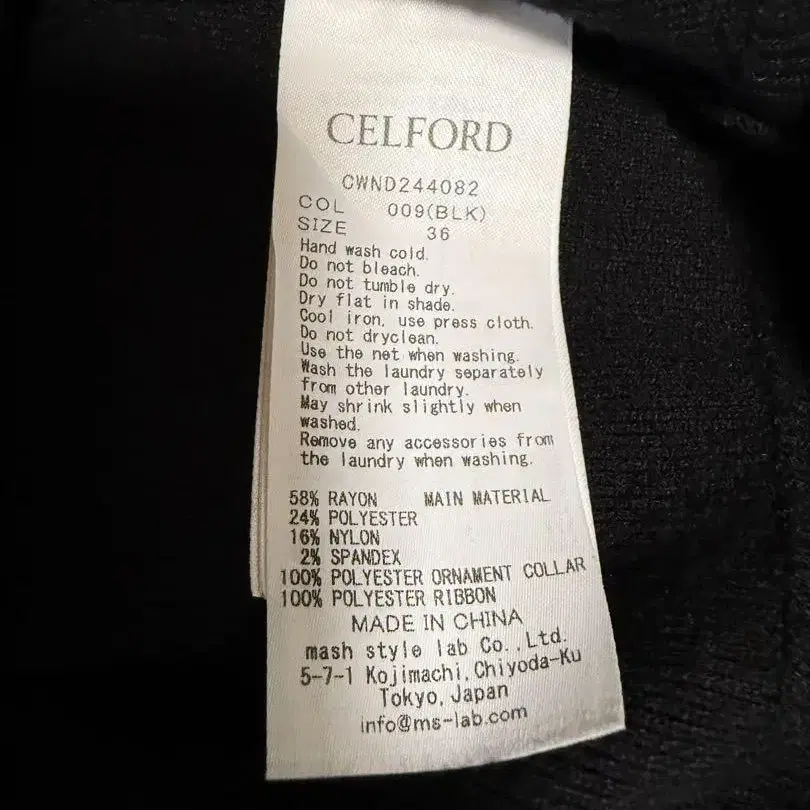 CELFORD
CWND244082
COL 009(BLK)
SIZE 36
Hand wash cold.
Do not bleach.
Do not tumble dry.
Dry flat in shade.
Cool iron, use press cloth.
Do not dryclean.
Use the net when washing.
Wash the laundry separately
from other laundry.
May shrink slightly when
washed.
Remove any accessories from
the laundry when washing.
58% RAYON MAIN MATERIAL
24% POLYESTER
16% NYLON
2% SPANDEX
100% POLYESTER ORNAMENT COLLAR
100% POLYESTER RIBBON
MADE IN CHINA
mash style lab Co.,Ltd.
5-7-1 Kojimachi,Chiyoda-Ku
Tokyo,Japan
info@ms-lab.com